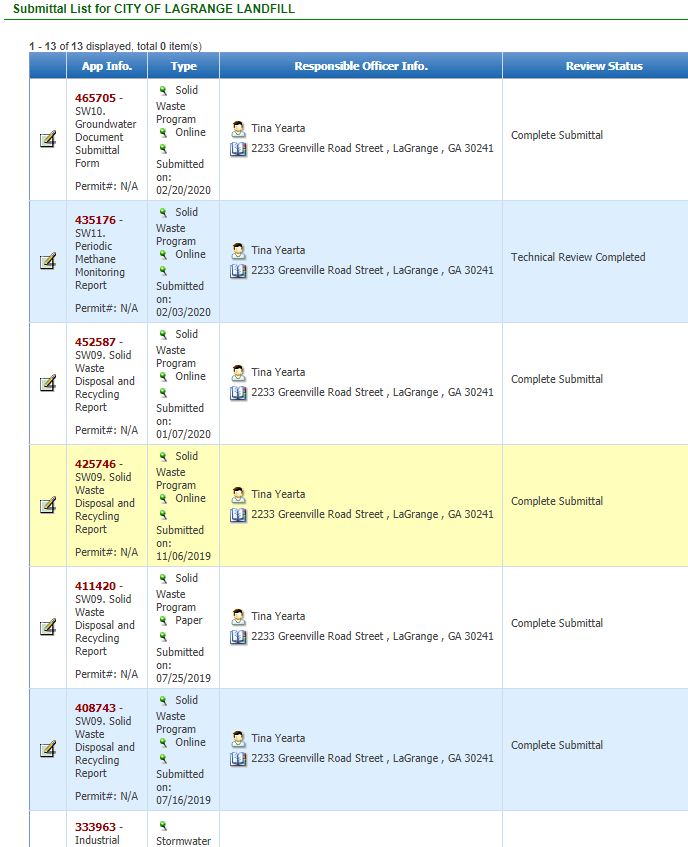 Submittal List for CITY OF LAGRANGE LANDFILL
1 - 13 of 13 displayed, total 0 item(s)
App Info.
Type
Responsible Officer Info.
Review Status
465705 -
SW10.
Groundwater
Document
Submittal
Form
Permit#: N/A
Solid
Waste
Program
Online
Submitted
on:
02/20/2020
Tina Yearta
2233 Greenville Road Street , LaGrange , GA 30241
Complete Submittal
435176 -
SW11.
Periodic
Methane
Monitoring
Report
Permit#: N/A
Solid
Waste
Program
Online
Submitted
on:
02/03/2020
Tina Yearta
2233 Greenville Road Street , LaGrange , GA 30241
Technical Review Completed
452587 -
SW09. Solid
Waste
Disposal and
Recycling
Report
Permit#: N/A
Solid
Waste
Program
Online
Submitted
on:
01/07/2020
Tina Yearta
2233 Greenville Road Street , LaGrange , GA 30241
Complete Submittal
425746 -
SW09. Solid
Waste
Disposal and
Recycling
Report
Permit#: N/A
Solid
Waste
Program
Online
Submitted
on:
11/06/2019
Tina Yearta
2233 Greenville Road Street , LaGrange , GA 30241
Complete Submittal
411420 -
SW09. Solid
Waste
Disposal and
Recycling
Report
Permit#: N/A
Solid
Waste
Program
Paper
Submitted
on:
07/25/2019
Tina Yearta
2233 Greenville Road Street , LaGrange , GA 30241
Complete Submittal
408743 -
SW09. Solid
Waste
Disposal and
Recycling
Report
Permit#: N/A
Solid
Waste
Program
Online
Submitted
on:
07/16/2019
Tina Yearta
2233 Greenville Road Street , LaGrange , GA 30241
Complete Submittal
333963 -
Industrial
Stormwater